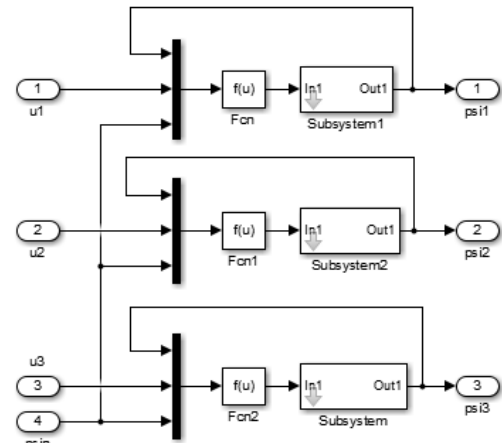 1
u1
f(u)
Fcn
In1
Out1
Subsystem1
1
psi1
2
u2
f(u)
Fcn1
In1
Out1
Subsystem2
2
psi2
u3
3
f(u)
Fcn2
In1
Out1
Subsystem
3
psi3
4